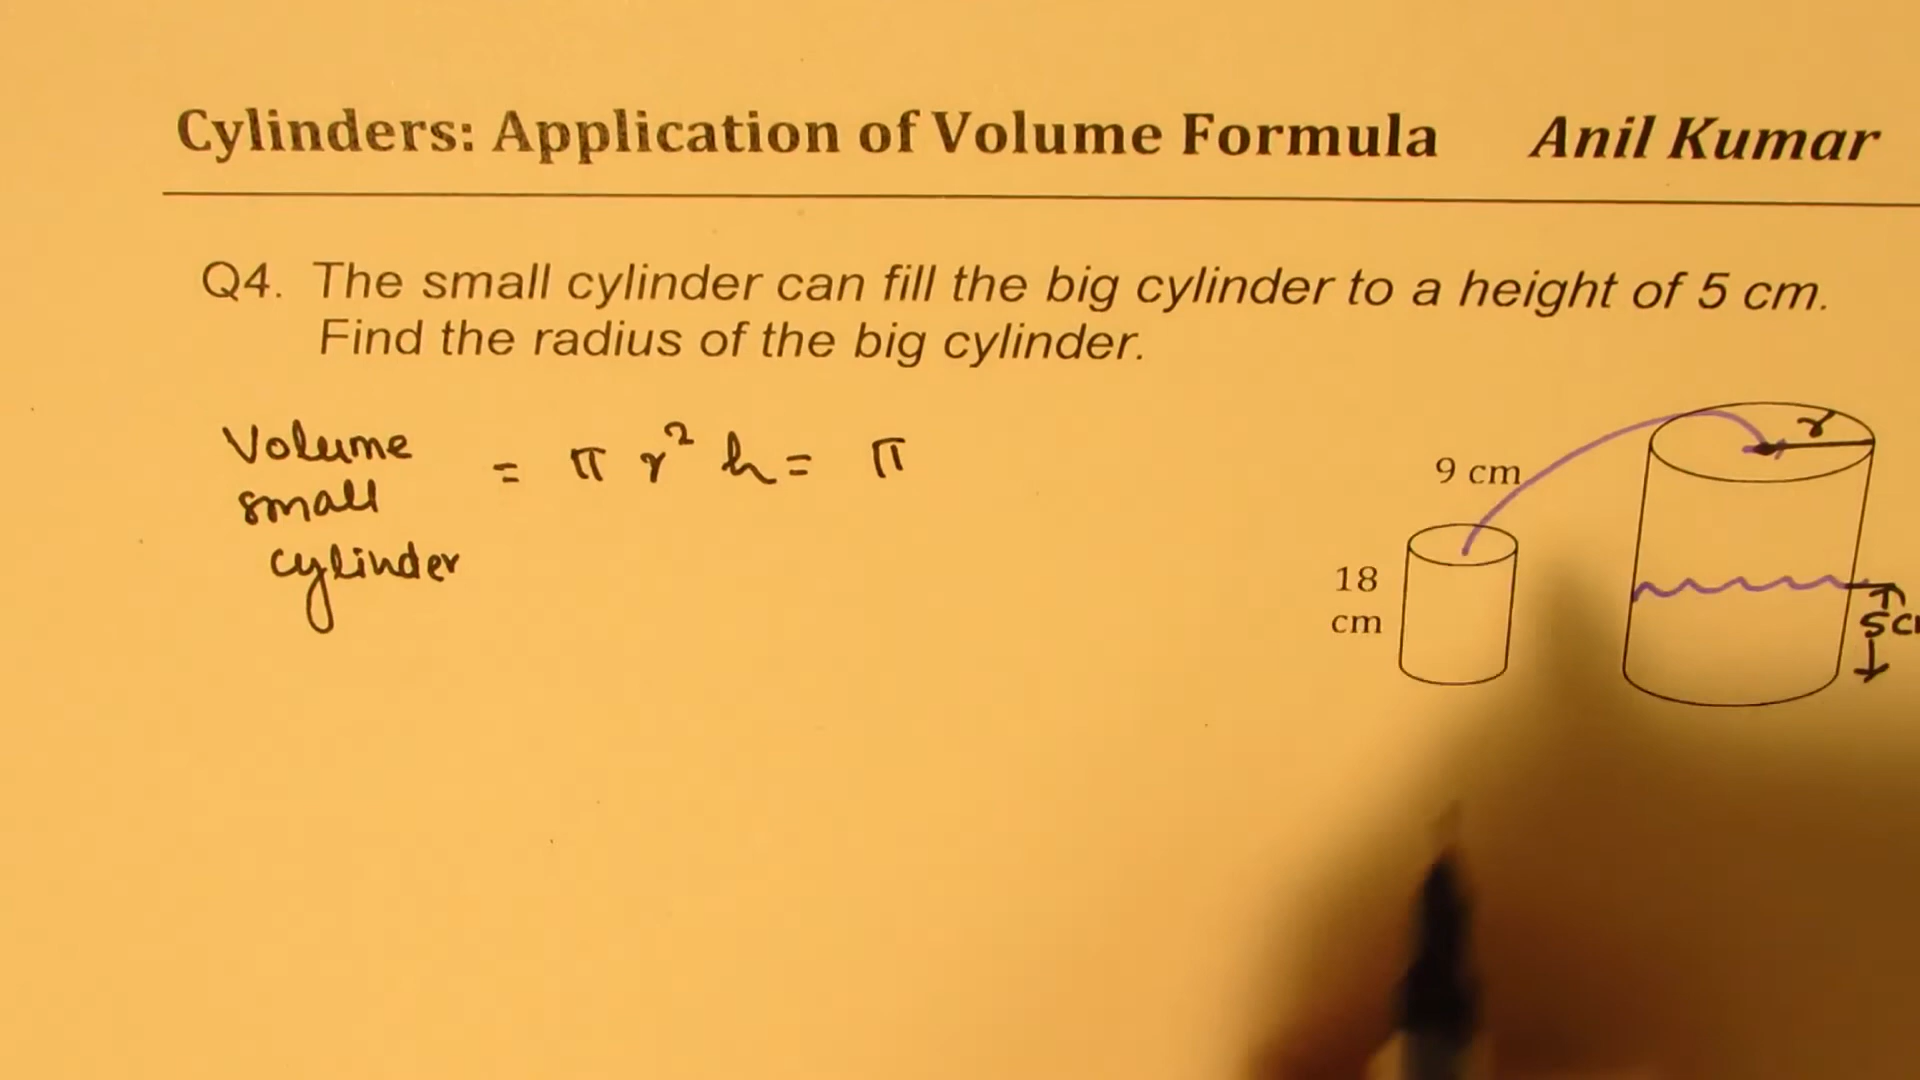 Cylinders: Application of Volume Formula Anil Kumar
Q4. The small cylinder can fill the big cylinder to a height of 5 cm.
Find the radius of the big cylinder.
Volume
small
cylinder
= π r² h = π
r
9 cm
18
cm
5